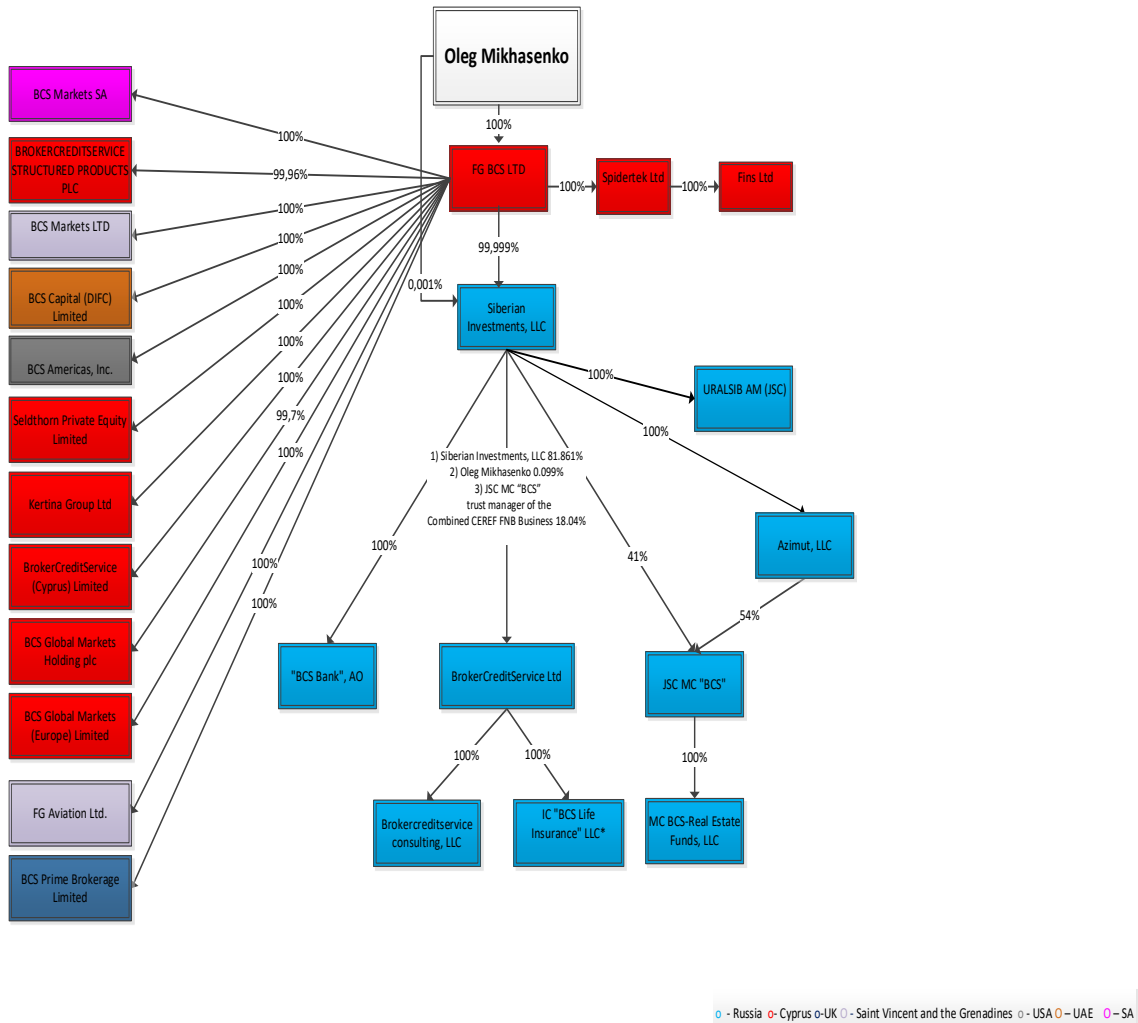 Oleg Mikhasenko
100%
FG BCS LTD
100%
Spidertek Ltd
100%
Fins Ltd
99,999%
0,001%
Siberian
Investments, LLC
BCS Markets SA
100%
BROKERCREDITSERVICE
STRUCTURED PRODUCTS
PLC
99,96%
BCS Markets LTD
100%
BCS Capital (DIFC)
Limited
100%
BCS Americas, Inc.
100%
Seldthorn Private Equity
Limited
100%
Kertina Group Ltd
100%
BrokerCreditService
(Cyprus) Limited
100%
BCS Global Markets
Holding plc
99,7%
BCS Global Markets
(Europe) Limited
100%
FG Aviation Ltd.
100%
BCS Prime Brokerage
Limited
100%
100%
URALSIB AM (JSC)
100%
Azimut, LLC
1) Siberian Investments, LLC 81.861%
2) Oleg Mikhasenko 0.099%
3) JSC MC "BCS"
trust manager of the
Combined CEREF FNB Business 18.04%
100%
41%
54%
"BCS Bank", AO
BrokerCreditService Ltd
JSC MC "BCS"
100%
100%
100%
Brokercreditservice
consulting, LLC
IC "BCS Life
Insurance" LLC*
MC BCS-Real Estate
Funds, LLC
o - Russia o- Cyprus o-UK O - Saint Vincent and the Grenadines o - USA O – UAE O – SA